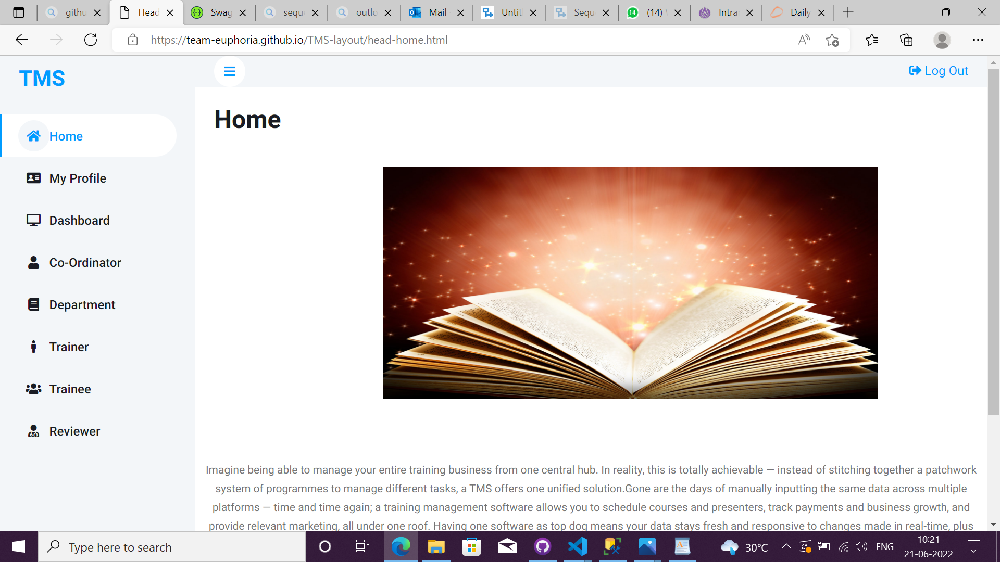 githu
Head
Swag
sequ
outlo
Mail
Untit
Sequ
(14)
Intra
Daily
https://team-euphoria.github.io/TMS-layout/head-home.html
TMS
Log Out
Home
Home
My Profile
Dashboard
Co-Ordinator
Department
Trainer
Trainee
Reviewer
Imagine being able to manage your entire training business from one central hub. In reality, this is totally achievable — instead of stitching together a patchwork
system of programmes to manage different tasks, a TMS offers one unified solution.Gone are the days of manually inputting the same data across multiple
platforms — time and time again; a training management software allows you to schedule courses and presenters, track payments and business growth, and
provide relevant marketing, all under one roof. Having one software as top dog means your data stays fresh and responsive to changes made in real-time, plus
Type here to search
30°C
ENG
10:21
21-06-2022